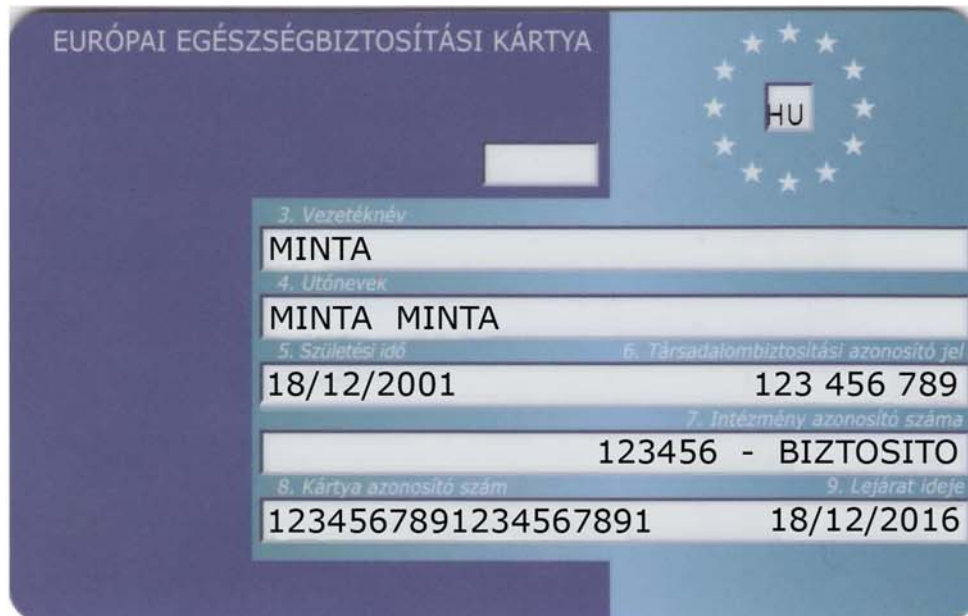 EURÓPAI EGÉSZSÉGBIZTOSÍTÁSI KÁRTYA
HU
3. Vezetéknév
MINTA
4. Utónevek
MINTA MINTA
5. Születési idő 6. Társadalombiztosítási azonosító jel
18/12/2001 123 456 789
7. Intézmény azonosító száma
123456 - BIZTOSITO
8. Kártya azonosító szám 9. Lejárat ideje
1234567891234567891 18/12/2016